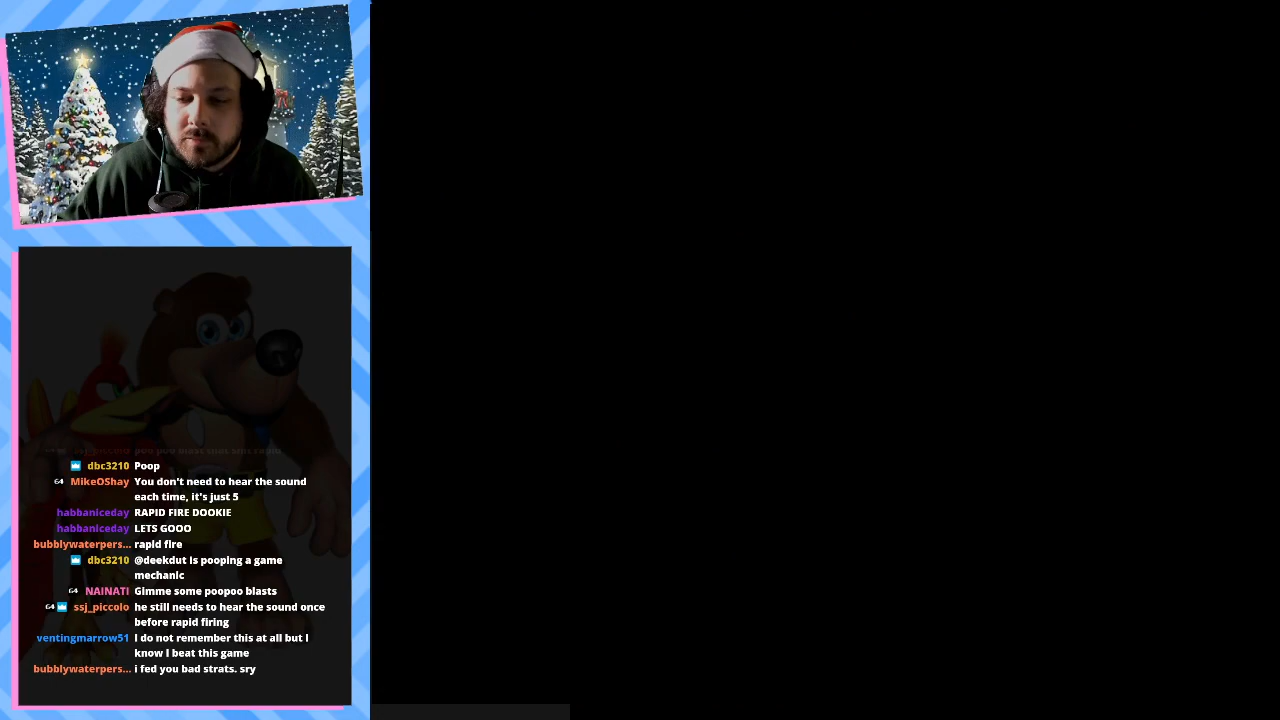 dbc3210 Poop
64 MikeOShay You don't need to hear the sound
each time, it's just 5
habbaniceday RAPID FIRE DOOKIE
habbaniceday LETS GOOO
bubblywaterpers... rapid fire
dbc3210 @deekdut is pooping a game
mechanic
64 NAINATI Gimme some poopoo blasts
64 ssj_piccolo he still needs to hear the sound once
before rapid firing
ventingmarrow51 I do not remember this at all but I
know I beat this game
bubblywaterpers... i fed you bad strats. sry